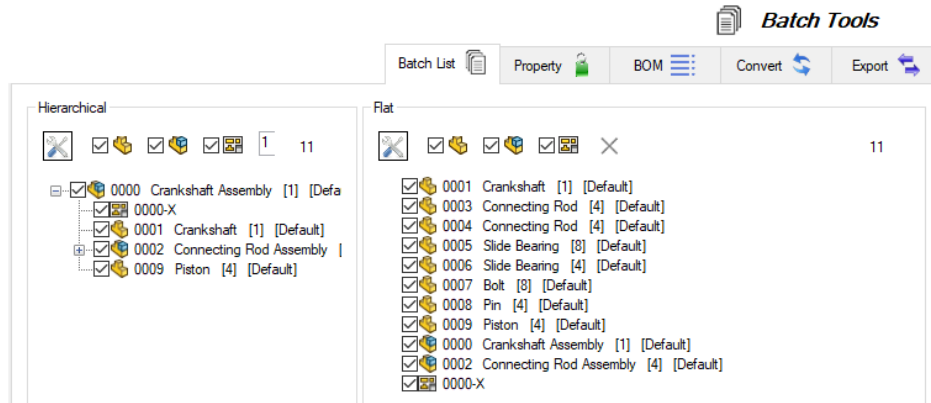 Batch Tools
Batch List Property BOM Convert Export
Hierarchical
1 11
0000 Crankshaft Assembly [1] [Defa
0000-X
0001 Crankshaft [1] [Default]
0002 Connecting Rod Assembly [
0009 Piston [4] [Default]
Flat
11
0001 Crankshaft [1] [Default]
0003 Connecting Rod [4] [Default]
0004 Connecting Rod [4] [Default]
0005 Slide Bearing [8] [Default]
0006 Slide Bearing [4] [Default]
0007 Bolt [8] [Default]
0008 Pin [4] [Default]
0009 Piston [4] [Default]
0000 Crankshaft Assembly [1] [Default]
0002 Connecting Rod Assembly [4] [Default]
0000-X